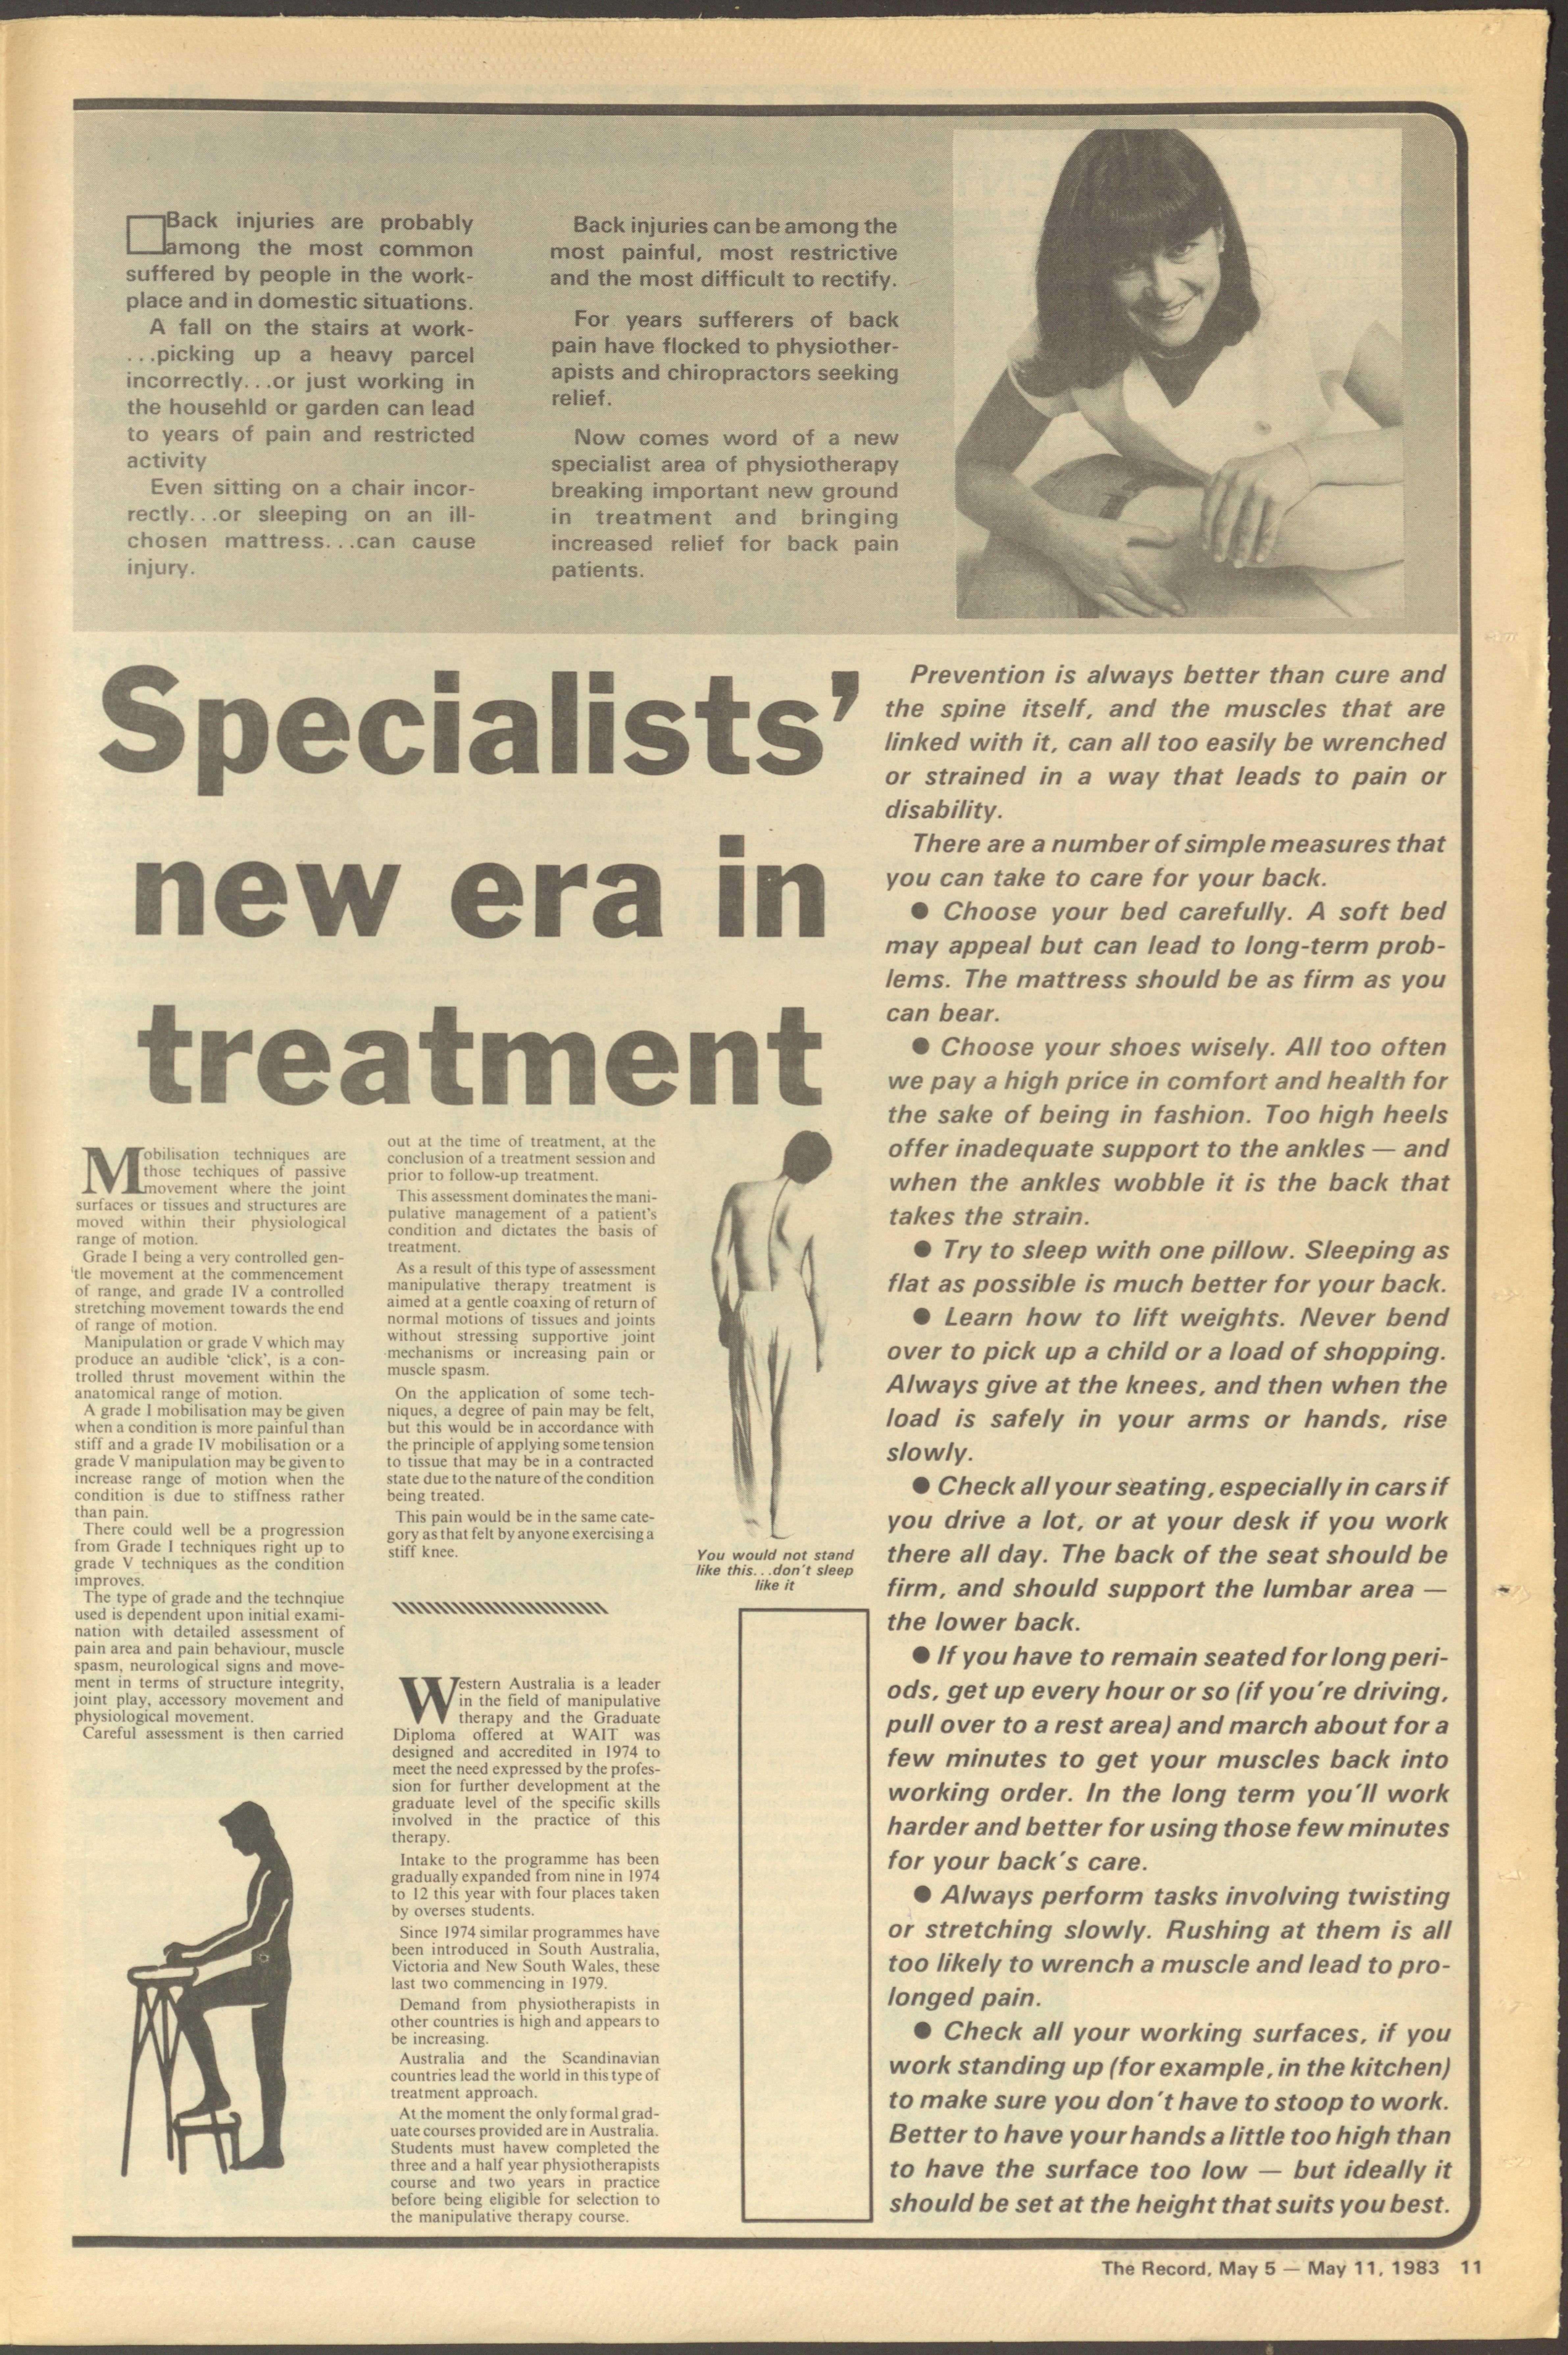 Back injuries are probably
among the most common
suffered by people in the work-
place and in domestic situations.
A fall on the stairs at work-
...picking up a heavy parcel
incorrectly...or just working in
the househld or garden can lead
to years of pain and restricted
activity
Even sitting on a chair incor-
rectly...or sleeping on an ill-
chosen mattress...can cause
injury.
Back injuries can be among the
most painful, most restrictive
and the most difficult to rectify.
For years sufferers of back
pain have flocked to physiother-
apists and chiropractors seeking
relief.
Now comes word of a new
specialist area of physiotherapy
breaking important new ground
in treatment and bringing
increased relief for back pain
patients.
Specialists’
new era in
treatment
Mobilisation techniques are
those techiques of passive
movement where the joint
surfaces or tissues and structures are
moved within their physiological
range of motion.
Grade I being a very controlled gen-
tle movement at the commencement
of range, and grade IV a controlled
stretching movement towards the end
of range of motion.
Manipulation or grade V which may
produce an audible ‘click’, is a con-
trolled thrust movement within the
anatomical range of motion.
A grade I mobilisation may be given
when a condition is more painful than
stiff and a grade IV mobilisation or a
grade V manipulation may be given to
increase range of motion when the
condition is due to stiffness rather
than pain.
There could well be a progression
from Grade I techniques right up to
grade V techniques as the condition
improves.
The type of grade and the technqiue
used is dependent upon initial exami-
nation with detailed assessment of
pain area and pain behaviour, muscle
spasm, neurological signs and move-
ment in terms of structure integrity,
joint play, accessory movement and
physiological movement.
Careful assessment is then carried
out at the time of treatment, at the
conclusion of a treatment session and
prior to follow-up treatment.
This assessment dominates the mani-
pulative management of a patient’s
condition and dictates the basis of
treatment.
As a result of this type of assessment
manipulative therapy treatment is
aimed at a gentle coaxing of return of
normal motions of tissues and joints
without stressing supportive joint
mechanisms or increasing pain or
muscle spasm.
On the application of some tech-
niques, a degree of pain may be felt,
but this would be in accordance with
the principle of applying some tension
to tissue that may be in a contracted
state due to the nature of the condition
being treated.
This pain would be in the same cate-
gory as that felt by anyone exercising a
stiff knee.
You would not stand
like this...don’t sleep
like it
Western Australia is a leader
in the field of manipulative
therapy and the Graduate
Diploma offered at WAIT was
designed and accredited in 1974 to
meet the need expressed by the profes-
sion for further development at the
graduate level of the specific skills
involved in the practice of this
therapy.
Intake to the programme has been
gradually expanded from nine in 1974
to 12 this year with four places taken
by overses students.
Since 1974 similar programmes have
been introduced in South Australia,
Victoria and New South Wales, these
last two commencing in 1979.
Demand from physiotherapists in
other countries is high and appears to
be increasing.
Australia and the Scandinavian
countries lead the world in this type of
treatment approach.
At the moment the only formal grad-
uate courses provided are in Australia.
Students must havew completed the
three and a half year physiotherapists
course and two years in practice
before being eligible for selection to
the manipulative therapy course.
Prevention is always better than cure and
the spine itself, and the muscles that are
linked with it, can all too easily be wrenched
or strained in a way that leads to pain or
disability.
There are a number of simple measures that
you can take to care for your back.
● Choose your bed carefully. A soft bed
may appeal but can lead to long-term prob-
lems. The mattress should be as firm as you
can bear.
● Choose your shoes wisely. All too often
we pay a high price in comfort and health for
the sake of being in fashion. Too high heels
offer inadequate support to the ankles — and
when the ankles wobble it is the back that
takes the strain.
● Try to sleep with one pillow. Sleeping as
flat as possible is much better for your back.
● Learn how to lift weights. Never bend
over to pick up a child or a load of shopping.
Always give at the knees, and then when the
load is safely in your arms or hands, rise
slowly.
● Check all your seating, especially in cars if
you drive a lot, or at your desk if you work
there all day. The back of the seat should be
firm, and should support the lumbar area —
the lower back.
● If you have to remain seated for long peri-
ods, get up every hour or so (if you’re driving,
pull over to a rest area) and march about for a
few minutes to get your muscles back into
working order. In the long term you’ll work
harder and better for using those few minutes
for your back’s care.
● Always perform tasks involving twisting
or stretching slowly. Rushing at them is all
too likely to wrench a muscle and lead to pro-
longed pain.
● Check all your working surfaces, if you
work standing up (for example, in the kitchen)
to make sure you don’t have to stoop to work.
Better to have your hands a little too high than
to have the surface too low — but ideally it
should be set at the height that suits you best.
The Record, May 5 — May 11, 1983 11